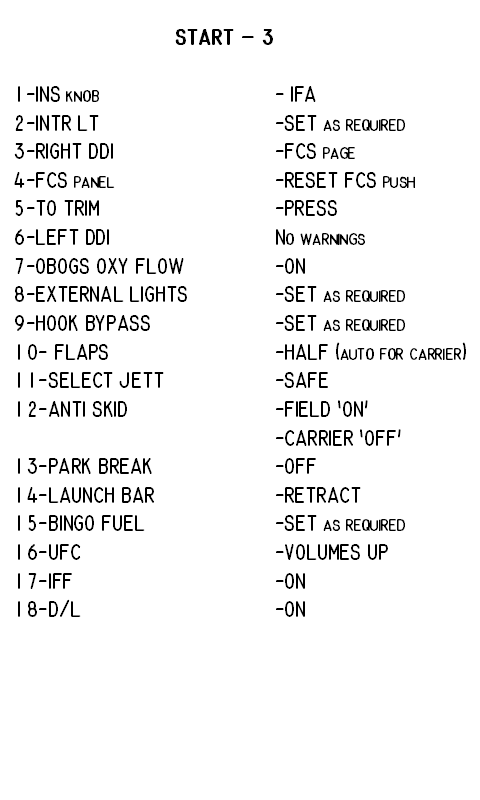 START - 3
1-INS KNOB - IFA
2-INTR LT -SET AS REQUIRED
3-RIGHT DDI -FCS PAGE
4-FCS PANEL -RESET FCS PUSH
5-TO TRIM -PRESS
6-LEFT DDI NO WARNINGS
7-OBOGS OXY FLOW -ON
8-EXTERNAL LIGHTS -SET AS REQUIRED
9-HOOK BYPASS -SET AS REQUIRED
10- FLAPS -HALF (AUTO FOR CARRIER)
11-SELECT JETT -SAFE
12-ANTI SKID -FIELD 'ON'
-CARRIER 'OFF'
13-PARK BREAK -OFF
14-LAUNCH BAR -RETRACT
15-BINGO FUEL -SET AS REQUIRED
16-UFC -VOLUMES UP
17-IFF -ON
18-D/L -ON